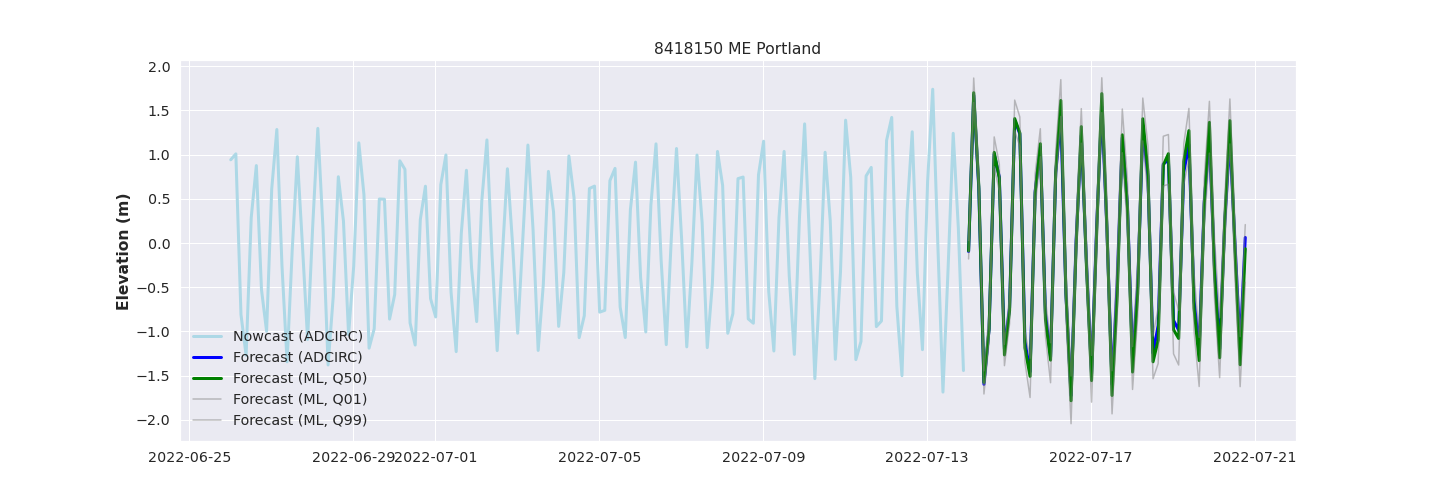 8418150 ME Portland
Elevation (m)
2.0
1.5
1.0
0.5
0.0
−0.5
−1.0
−1.5
−2.0
Nowcast (ADCIRC)
Forecast (ADCIRC)
Forecast (ML, Q50)
Forecast (ML, Q01)
Forecast (ML, Q99)
2022-06-25 2022-06-29 2022-07-01 2022-07-05 2022-07-09 2022-07-13 2022-07-17 2022-07-21